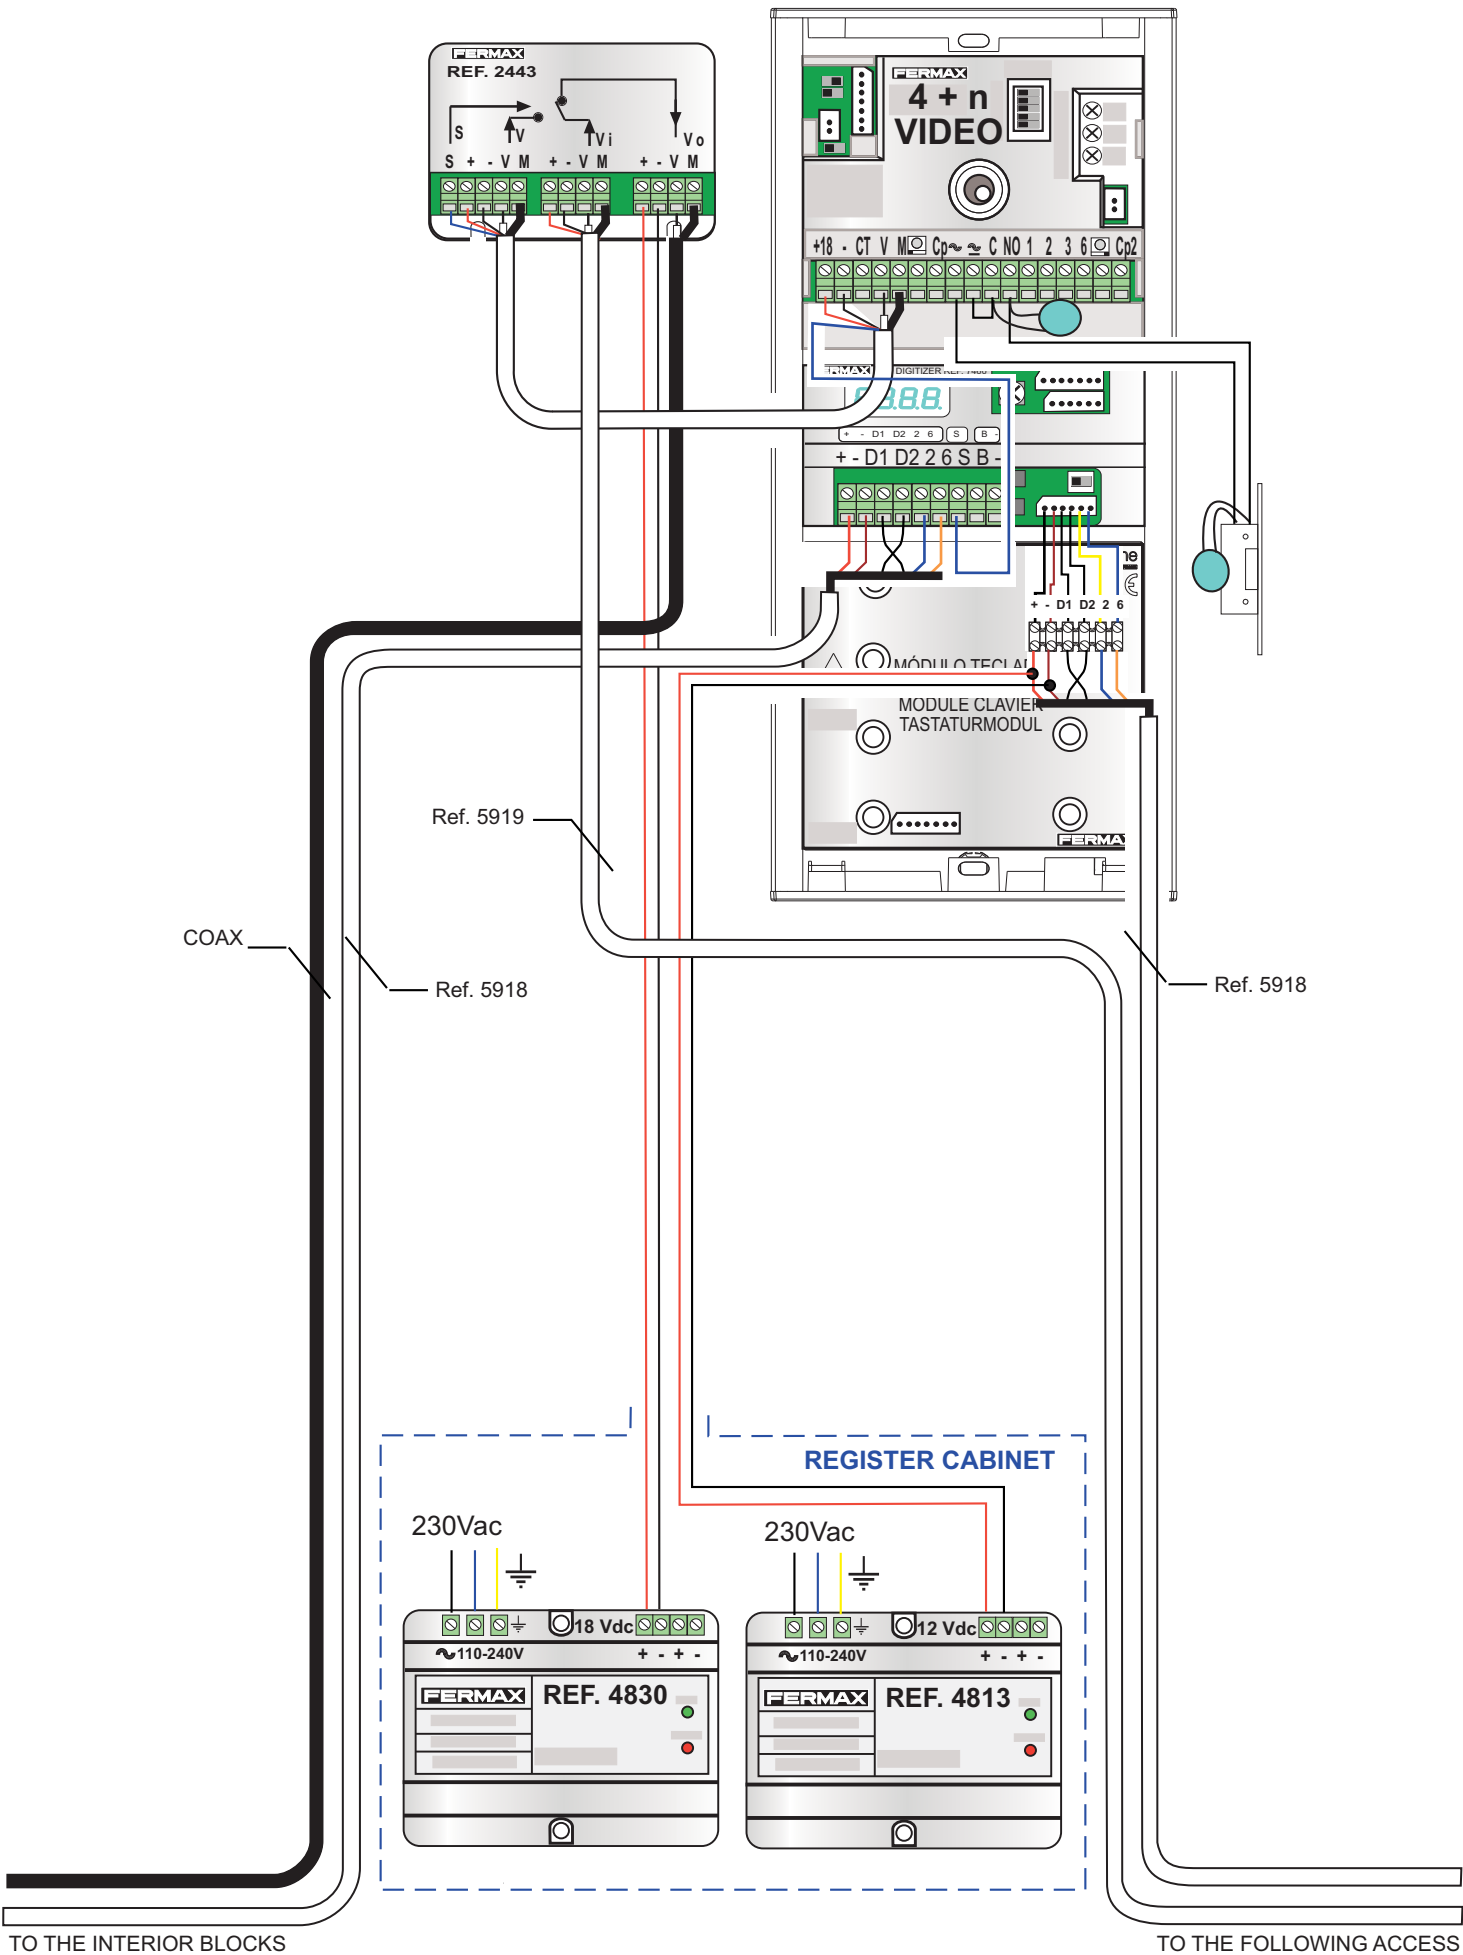 FERMAX
REF. 2443
S
V
Vi
Vo
S + - V M + - V M + - V M
FERMAX
4 + n
VIDEO
+18 - CT V M Cp C NO 1 2 3 6 Cp2
DIGITIZER
8.8.8.
+ - D1 D2 2 6 S B -
+ - D1 D2 2 6 S B -
+ - D1 D2 2 6
MÓDULO
MODULE CLAVIER
TASTATURMODUL
Ref. 5919
COAX
Ref. 5918
Ref. 5918
REGISTER CABINET
230Vac
230Vac
18 Vdc
110-240V
+ - + -
FERMAX
REF. 4830
12 Vdc
110-240V
+ - + -
FERMAX
REF. 4813
TO THE INTERIOR BLOCKS
TO THE FOLLOWING ACCESS